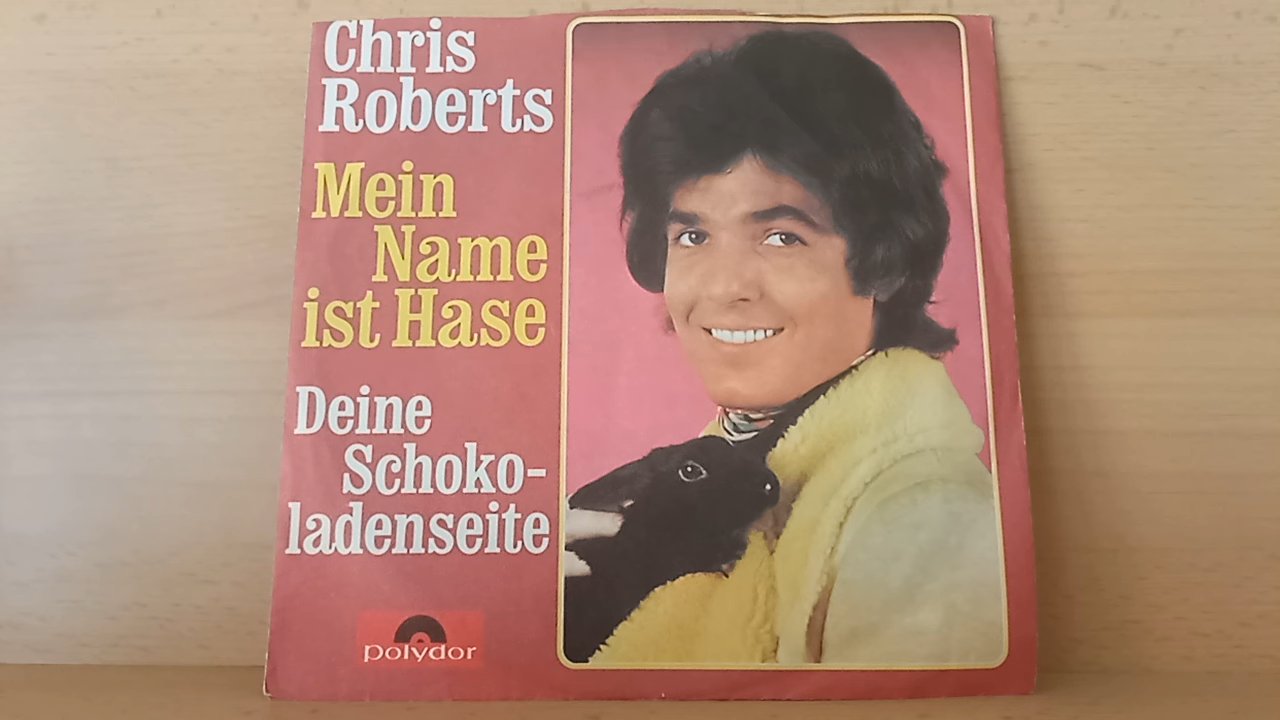 Chris
Roberts
Mein
Name
ist Hase
Deine
Schoko-
ladenseite
polydor